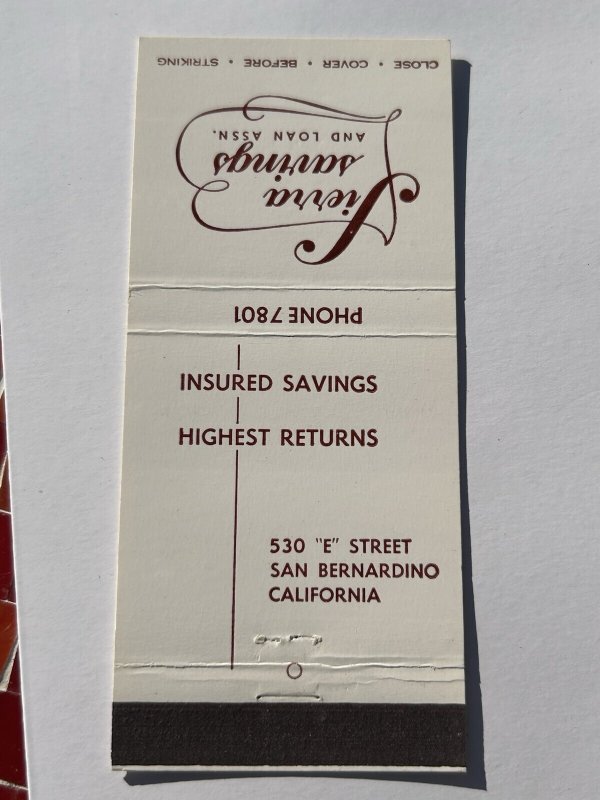 CLOSE • COVER • BEFORE • STRIKING
Sierra
savings
AND LOAN ASSN.
PHONE 7801
INSURED SAVINGS
HIGHEST RETURNS
530 "E" STREET
SAN BERNARDINO
CALIFORNIA